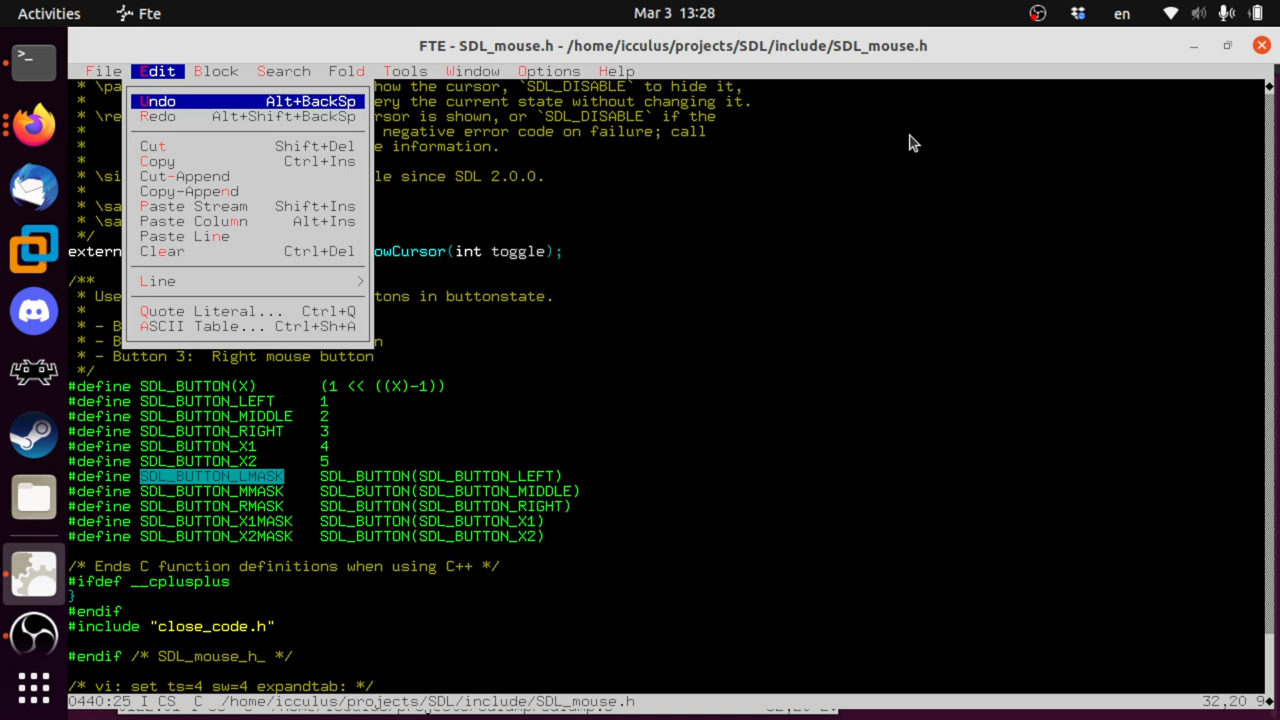 Activities Fte Mar 3 13:28 en
FTE - SDL_mouse.h - /home/icculus/projects/SDL/include/SDL_mouse.h
File Edit Block Search Fold Tools Window Options Help
* \pa how the cursor, `SDL_DISABLE` to hide it,
Undo Alt+BackSp ery the current state without changing it.
* \re Redo Alt+Shift+BackSp rsor is shown, or `SDL_DISABLE` if the
* negative error code on failure; call
* Cut Shift+Del e information.
* Copy Ctrl+Ins
* \si Cut-Append le since SDL 2.0.0.
* Copy-Append
* \sa Paste Stream Shift+Ins
* \sa Paste Column Alt+Ins
*/ Paste Line
extern Clear Ctrl+Del owCursor(int toggle);
/** Line >
* Use tons in buttonstate.
* Quote Literal... Ctrl+Q
* - B ASCII Table... Ctrl+Sh+A
* - B n
* - Button 3: Right mouse button
*/
#define SDL_BUTTON(X) (1 << ((X)-1))
#define SDL_BUTTON_LEFT 1
#define SDL_BUTTON_MIDDLE 2
#define SDL_BUTTON_RIGHT 3
#define SDL_BUTTON_X1 4
#define SDL_BUTTON_X2 5
#define SDL_BUTTON_LMASK SDL_BUTTON(SDL_BUTTON_LEFT)
#define SDL_BUTTON_MMASK SDL_BUTTON(SDL_BUTTON_MIDDLE)
#define SDL_BUTTON_RMASK SDL_BUTTON(SDL_BUTTON_RIGHT)
#define SDL_BUTTON_X1MASK SDL_BUTTON(SDL_BUTTON_X1)
#define SDL_BUTTON_X2MASK SDL_BUTTON(SDL_BUTTON_X2)
/* Ends C function definitions when using C++ */
#ifdef __cplusplus
}
#endif
#include "close_code.h"
#endif /* SDL_mouse_h_ */
/* vi: set ts=4 sw=4 expandtab: */
0440:25 I CS C /home/icculus/projects/SDL/include/SDL_mouse.h 32,20 9